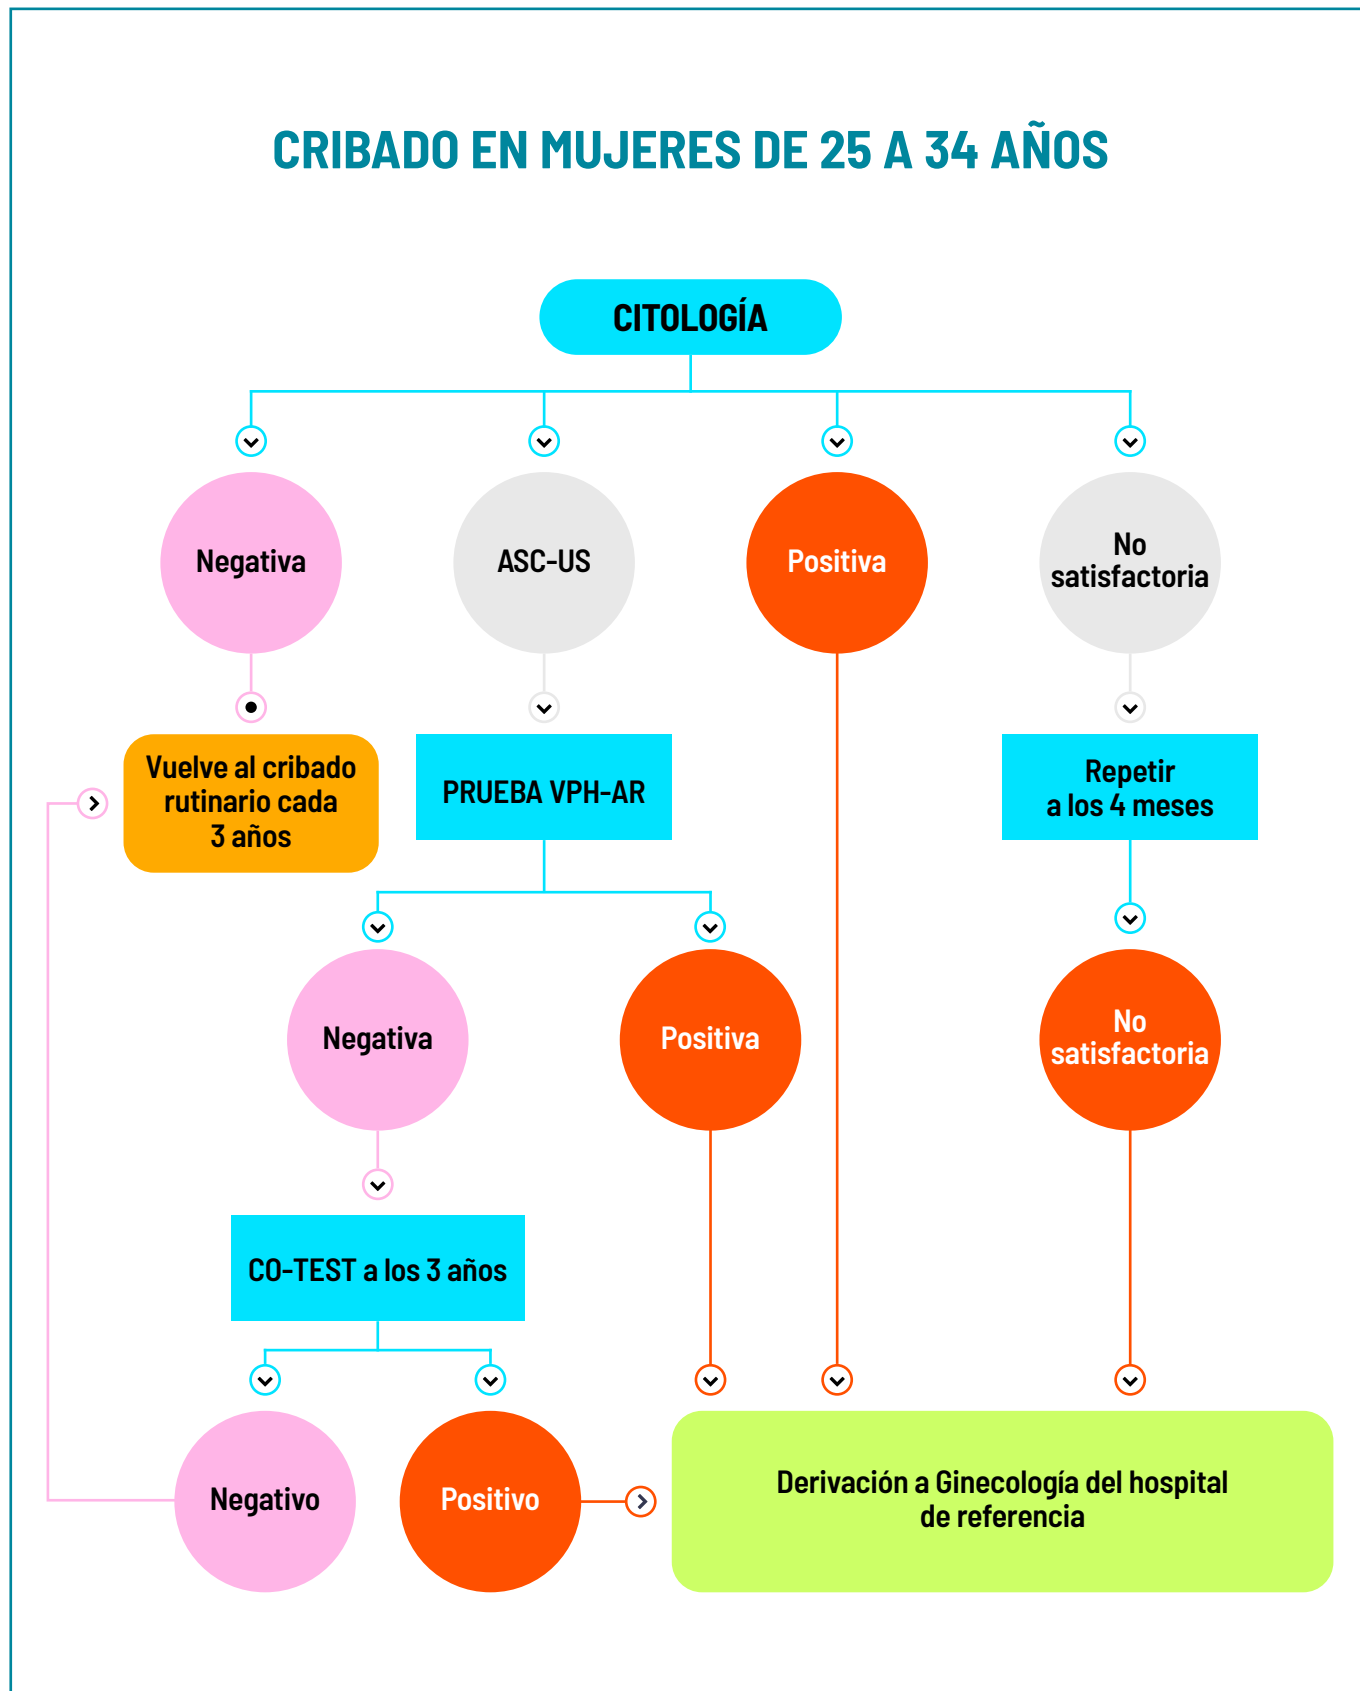 CRIBADO EN MUJERES DE 25 A 34 AÑOS
CITOLOGÍA
Negativa
ASC-US
Positiva
No
satisfactoria
Vuelve al cribado
rutinario cada
3 años
PRUEBA VPH-AR
Repetir
a los 4 meses
Negativa
Positiva
No
satisfactoria
CO-TEST a los 3 años
Negativo
Positivo
Derivación a Ginecología del hospital
de referencia